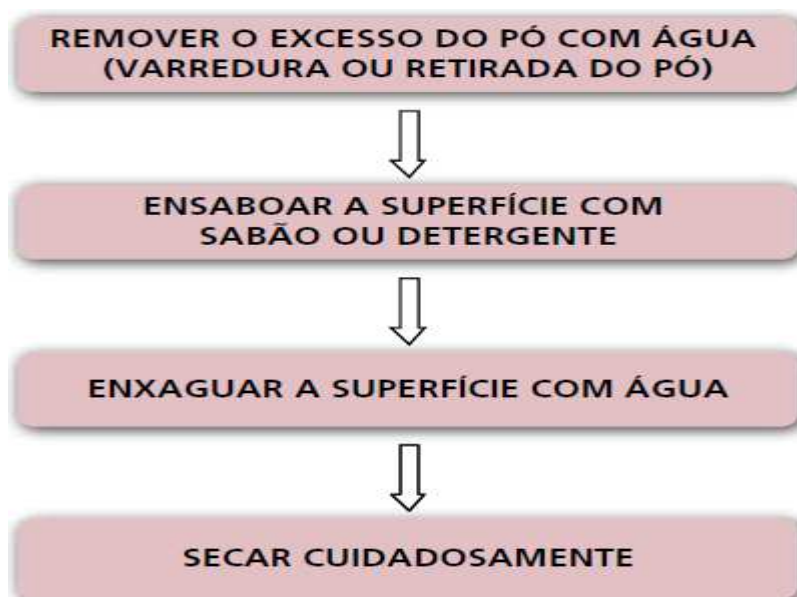 REMOVER O EXCESSO DO PÓ COM ÁGUA
(VARREDURA OU RETIRADA DO PÓ)
ENSABOAR A SUPERFÍCIE COM
SABÃO OU DETERGENTE
ENXAGUAR A SUPERFÍCIE COM ÁGUA
SECAR CUIDADOSAMENTE